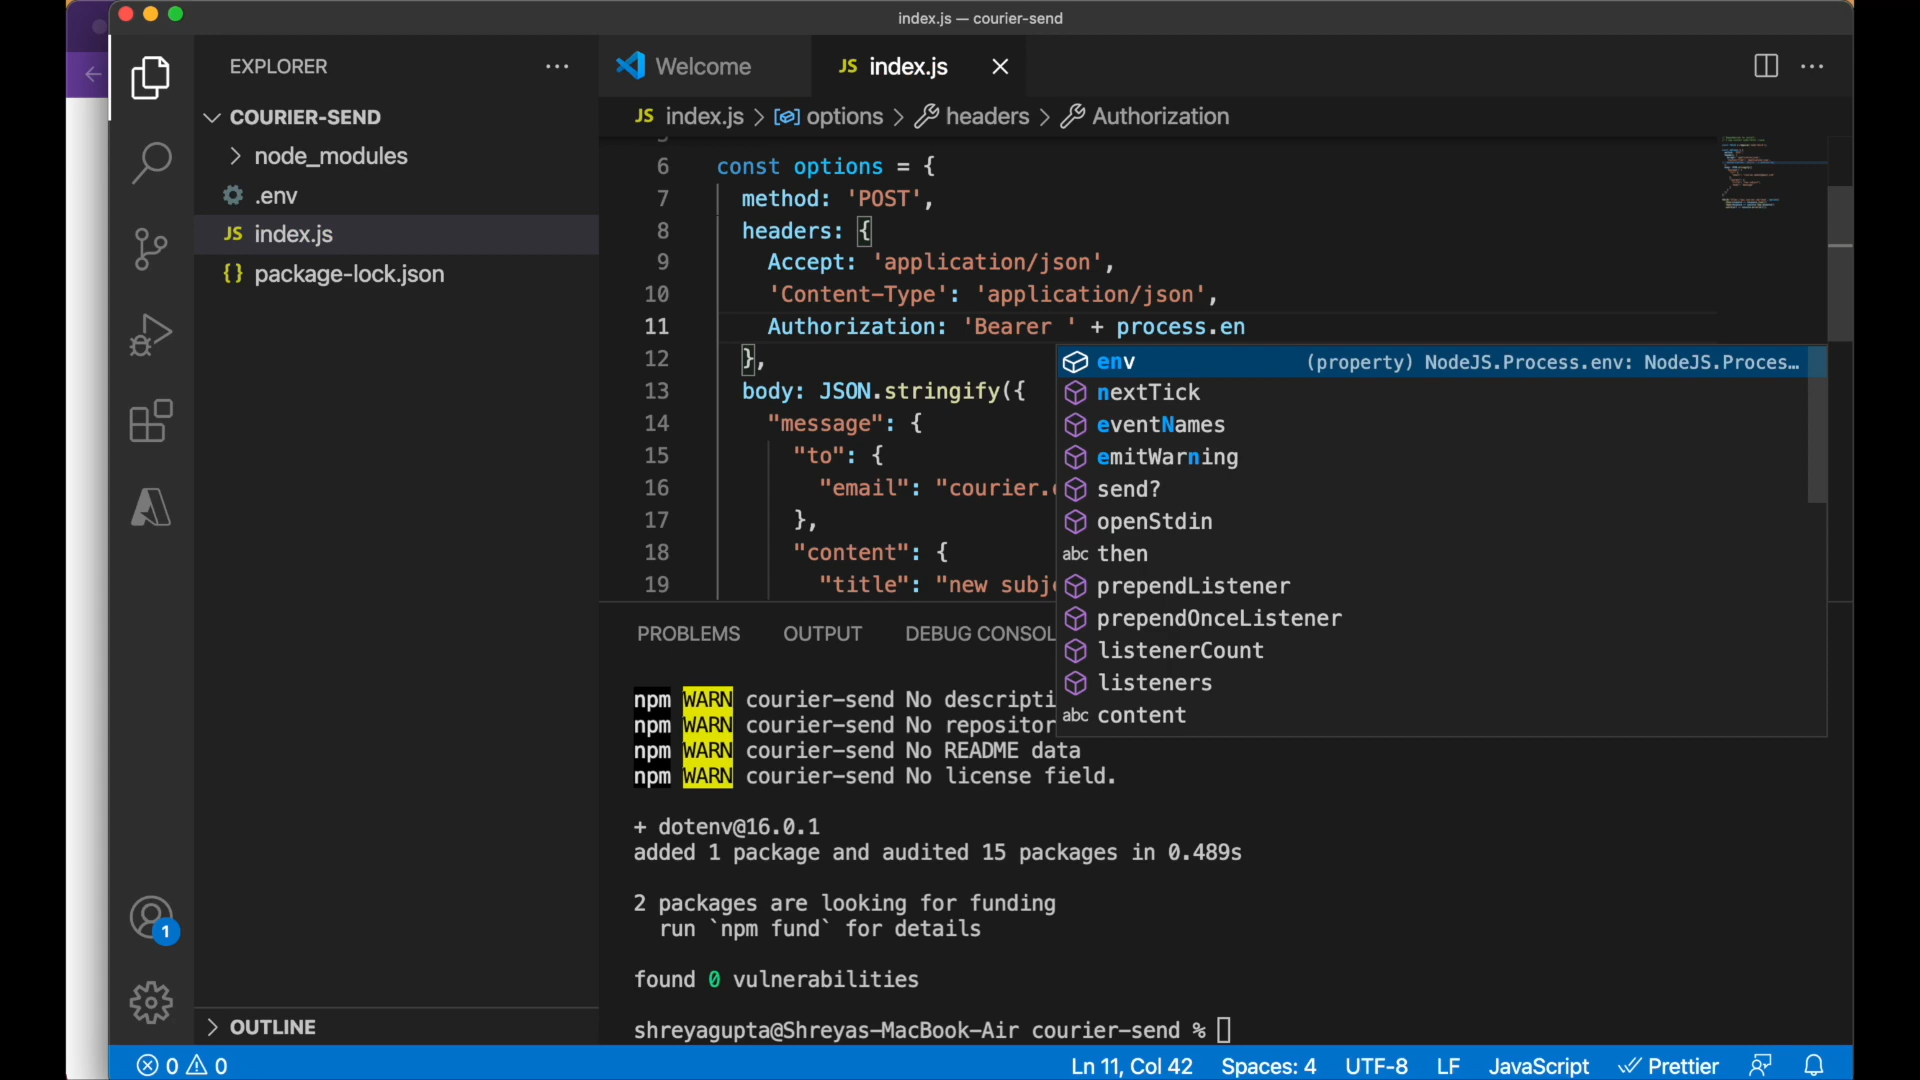 index.js — courier-send
EXPLORER
COURIER-SEND
node_modules
.env
JS index.js
{} package-lock.json
OUTLINE
Welcome
JS index.js
JS index.js > options > headers > Authorization
6 const options = {
7 method: 'POST',
8 headers: {
9 Accept: 'application/json',
10 'Content-Type': 'application/json',
11 Authorization: 'Bearer ' + process.en
12 },
13 body: JSON.stringify({
14 "message": {
15 "to": {
16 "email": "courier.
17 },
18 "content": {
19 "title": "new subj
env (property) NodeJS.Process.env: NodeJS.Proces…
nextTick
eventNames
emitWarning
send?
openStdin
abc then
prependListener
prependOnceListener
listenerCount
listeners
abc content
PROBLEMS OUTPUT DEBUG CONSOL
npm WARN courier-send No descripti
npm WARN courier-send No repositor
npm WARN courier-send No README data
npm WARN courier-send No license field.
+ dotenv@16.0.1
added 1 package and audited 15 packages in 0.489s
2 packages are looking for funding
run `npm fund` for details
found 0 vulnerabilities
shreyagupta@Shreyas-MacBook-Air courier-send %
1
0 0
Ln 11, Col 42 Spaces: 4 UTF-8 LF JavaScript Prettier